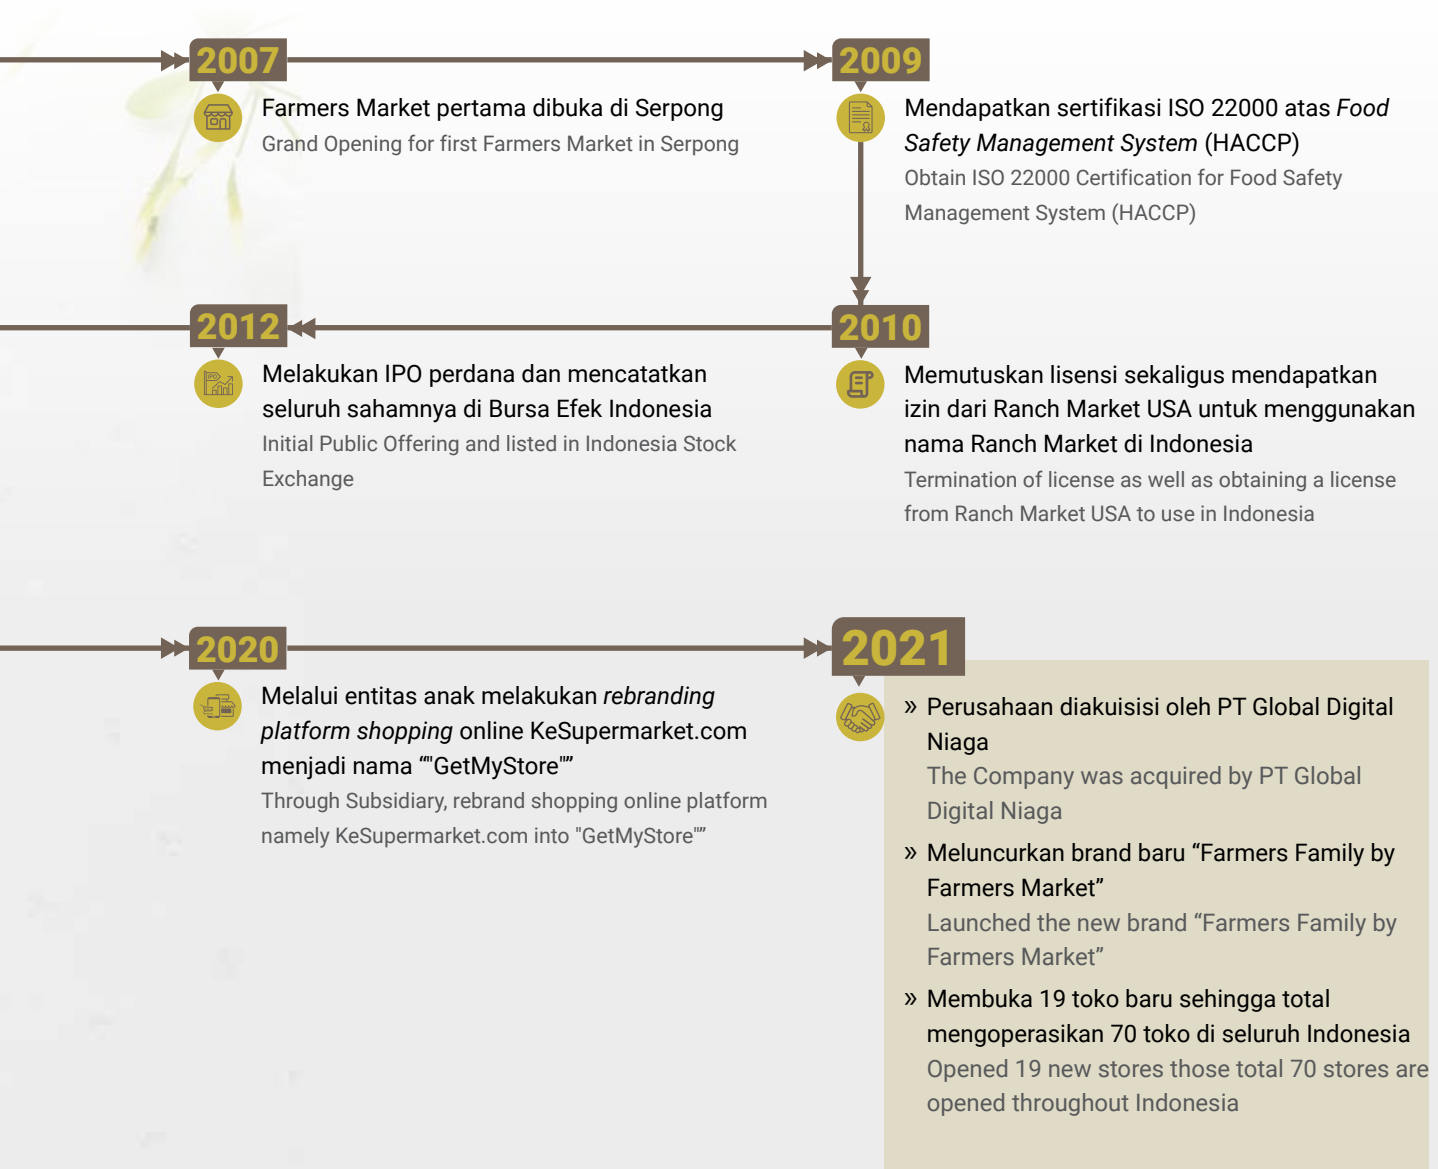 2007
Farmers Market pertama dibuka di Serpong
Grand Opening for first Farmers Market in Serpong
2009
Mendapatkan sertifikasi ISO 22000 atas Food
Safety Management System (HACCP)
Obtain ISO 22000 Certification for Food Safety
Management System (HACCP)
2010
Memutuskan lisensi sekaligus mendapatkan
izin dari Ranch Market USA untuk menggunakan
nama Ranch Market di Indonesia
Termination of license as well as obtaining a license
from Ranch Market USA to use in Indonesia
2012
IPO
Melakukan IPO perdana dan mencatatkan
seluruh sahamnya di Bursa Efek Indonesia
Initial Public Offering and listed in Indonesia Stock
Exchange
2020
Melalui entitas anak melakukan rebranding
platform shopping online KeSupermarket.com
menjadi nama “"GetMyStore"”
Through Subsidiary, rebrand shopping online platform
namely KeSupermarket.com into "GetMyStore"”
2021
» Perusahaan diakuisisi oleh PT Global Digital
Niaga
The Company was acquired by PT Global
Digital Niaga
» Meluncurkan brand baru “Farmers Family by
Farmers Market”
Launched the new brand “Farmers Family by
Farmers Market”
» Membuka 19 toko baru sehingga total
mengoperasikan 70 toko di seluruh Indonesia
Opened 19 new stores those total 70 stores are
opened throughout Indonesia